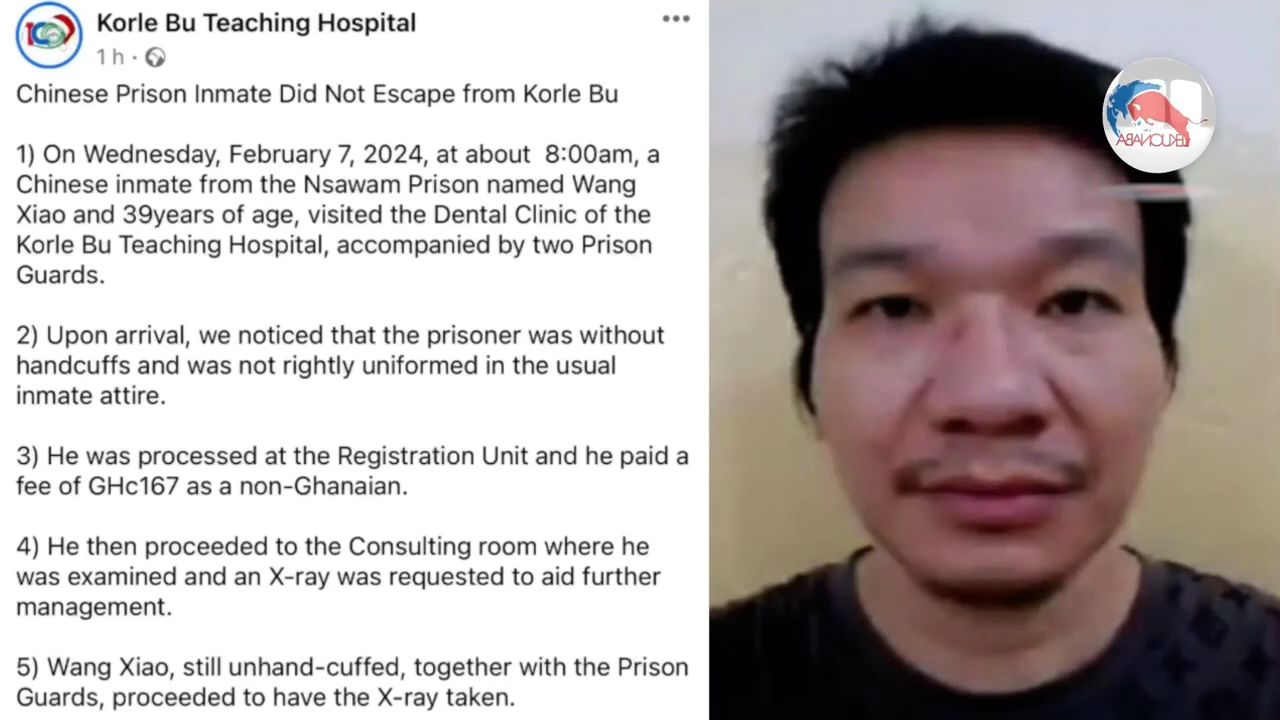 Korle Bu Teaching Hospital
1 h ·
Chinese Prison Inmate Did Not Escape from Korle Bu
1) On Wednesday, February 7, 2024, at about 8:00am, a
Chinese inmate from the Nsawam Prison named Wang
Xiao and 39years of age, visited the Dental Clinic of the
Korle Bu Teaching Hospital, accompanied by two Prison
Guards.
2) Upon arrival, we noticed that the prisoner was without
handcuffs and was not rightly uniformed in the usual
inmate attire.
3) He was processed at the Registration Unit and he paid a
fee of GHc167 as a non-Ghanaian.
4) He then proceeded to the Consulting room where he
was examined and an X-ray was requested to aid further
management.
5) Wang Xiao, still unhand-cuffed, together with the Prison
Guards, proceeded to have the X-ray taken.